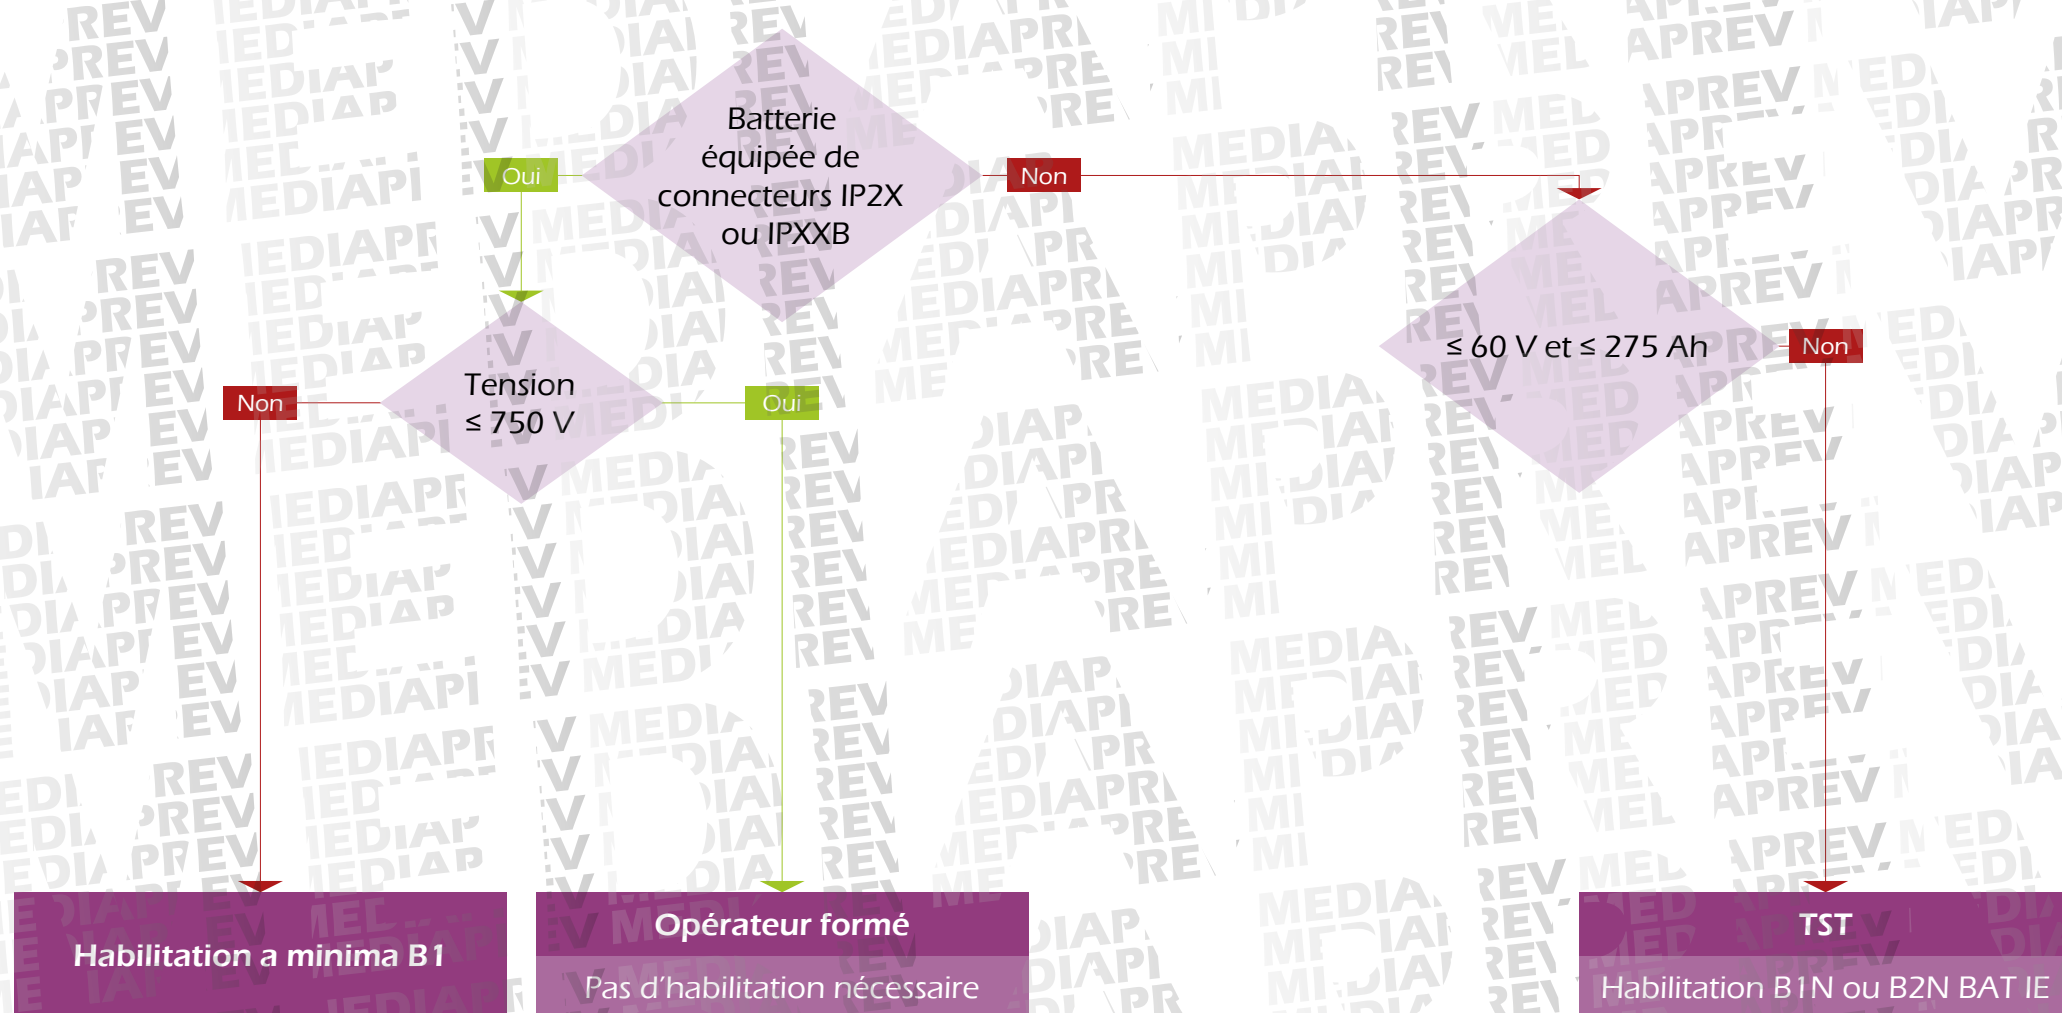 Batterie
équipée de
connecteurs IP2X
ou IPXXB
Oui
Non
≤ 60 V et ≤ 275 Ah
Non
Tension
≤ 750 V
Non
Oui
Habilitation a minima B1
Opérateur formé
Pas d'habilitation nécessaire
TST
Habilitation B1N ou B2N BAT IE